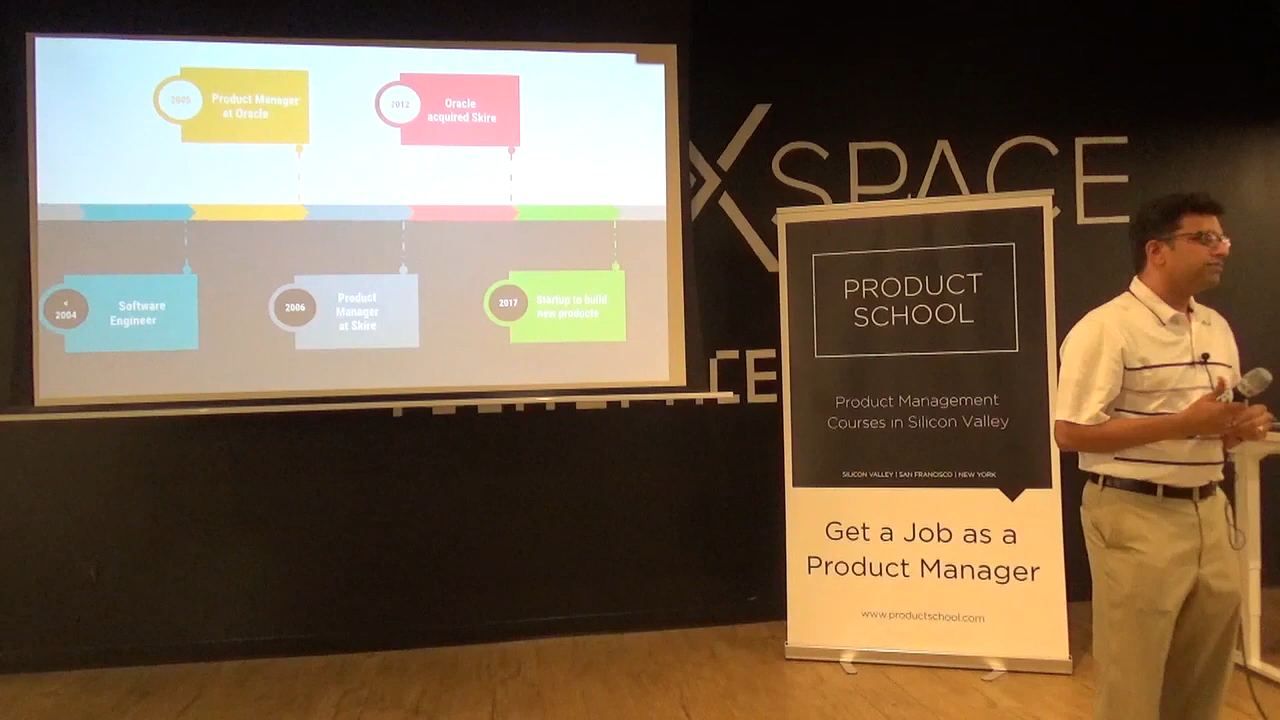 2005
Product Manager
at Oracle
2012
Oracle
acquired Skire
<
2004
Software
Engineer
2006
Product
Manager
at Skire
2017
Startup to build
new products
XSPACE
CE
PRODUCT
SCHOOL
Product Management
Courses in Silicon Valley
SILICON VALLEY | SAN FRANCISCO | NEW YORK
Get a Job as a
Product Manager
www.productschool.com